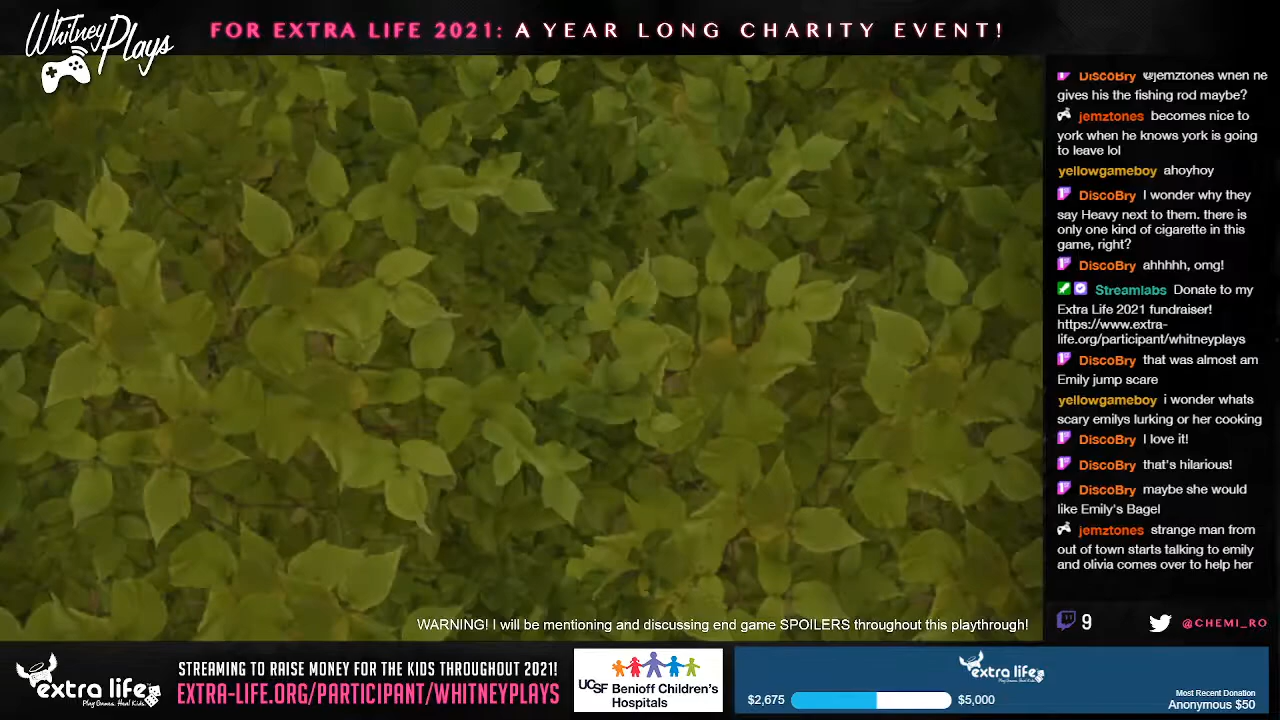 Whitney Plays
FOR EXTRA LIFE 2021: A YEAR LONG CHARITY EVENT!
DiscoBry @jemztones when he
gives his the fishing rod maybe?
jemztones becomes nice to
york when he knows york is going
to leave lol
yellowgameboy ahoyhoy
DiscoBry I wonder why they
say Heavy next to them. there is
only one kind of cigarette in this
game, right?
DiscoBry ahhhhh, omg!
Streamlabs Donate to my
Extra Life 2021 fundraiser!
https://www.extra-
life.org/participant/whitneyplays
DiscoBry that was almost am
Emily jump scare
yellowgameboy i wonder whats
scary emilys lurking or her cooking
DiscoBry I love it!
DiscoBry that's hilarious!
DiscoBry maybe she would
like Emily's Bagel
jemztones strange man from
out of town starts talking to emily
and olivia comes over to help her
WARNING! I will be mentioning and discussing end game SPOILERS throughout this playthrough!
9
@CHEMI_RO
extra life
Play Games. Heal Kids.
STREAMING TO RAISE MONEY FOR THE KIDS THROUGHOUT 2021!
EXTRA-LIFE.ORG/PARTICIPANT/WHITNEYPLAYS
UCSF Benioff Children's
Hospitals
extra life
$2,675
$5,000
Most Recent Donation
Anonymous $50